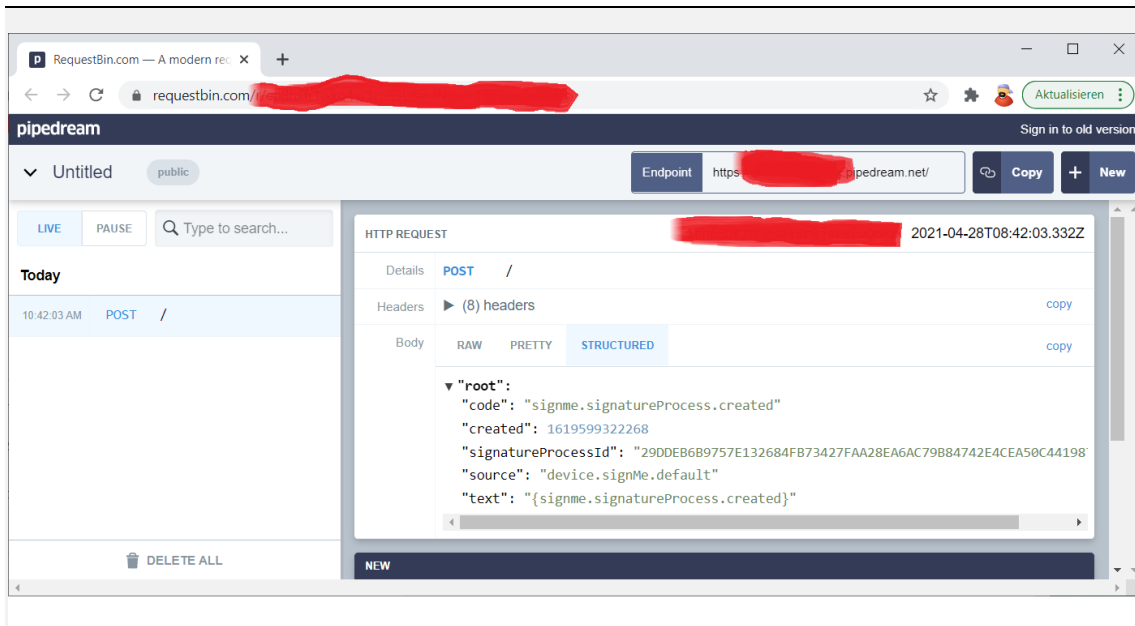 RequestBin.com — A modern rec
requestbin.com/
Aktualisieren
pipedream
Sign in to old version
Untitled public
Endpoint https pipedream.net/ Copy + New
LIVE PAUSE Type to search...
HTTP REQUEST 2021-04-28T08:42:03.332Z
Today
Details POST /
10:42:03 AM POST /
Headers (8) headers copy
Body RAW PRETTY STRUCTURED copy
"root":
"code": "signme.signatureProcess.created"
"created": 1619599322268
"signatureProcessId": "29DDEB6B9757E132684FB73427FAA28EA6AC79B84742E4CEA50C44198
"source": "device.signMe.default"
"text": "{signme.signatureProcess.created}"
DELETE ALL
NEW